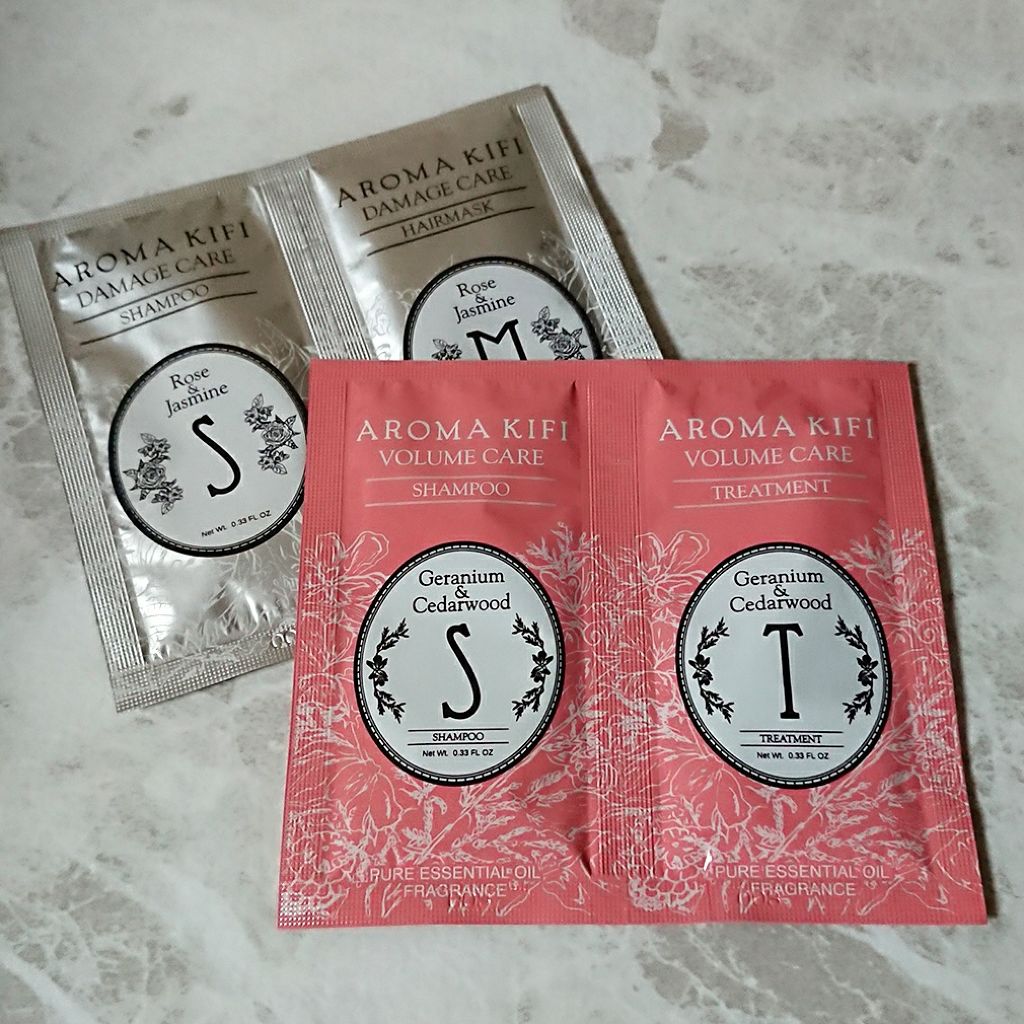 AROMA KIFI
DAMAGE CARE
SHAMPOO
Rose
&
Jasmine
S
Net Wt. 0.33 FL OZ
AROMA KIFI
DAMAGE CARE
HAIRMASK
Rose
&
Jasmine
M
AROMA KIFI
VOLUME CARE
SHAMPOO
Geranium
&
Cedarwood
S
SHAMPOO
Net Wt. 0.33 FL OZ
PURE ESSENTIAL OIL
FRAGRANCE
AROMA KIFI
VOLUME CARE
TREATMENT
Geranium
&
Cedarwood
T
TREATMENT
Net Wt. 0.33 FL OZ
PURE ESSENTIAL OIL
FRAGRANCE